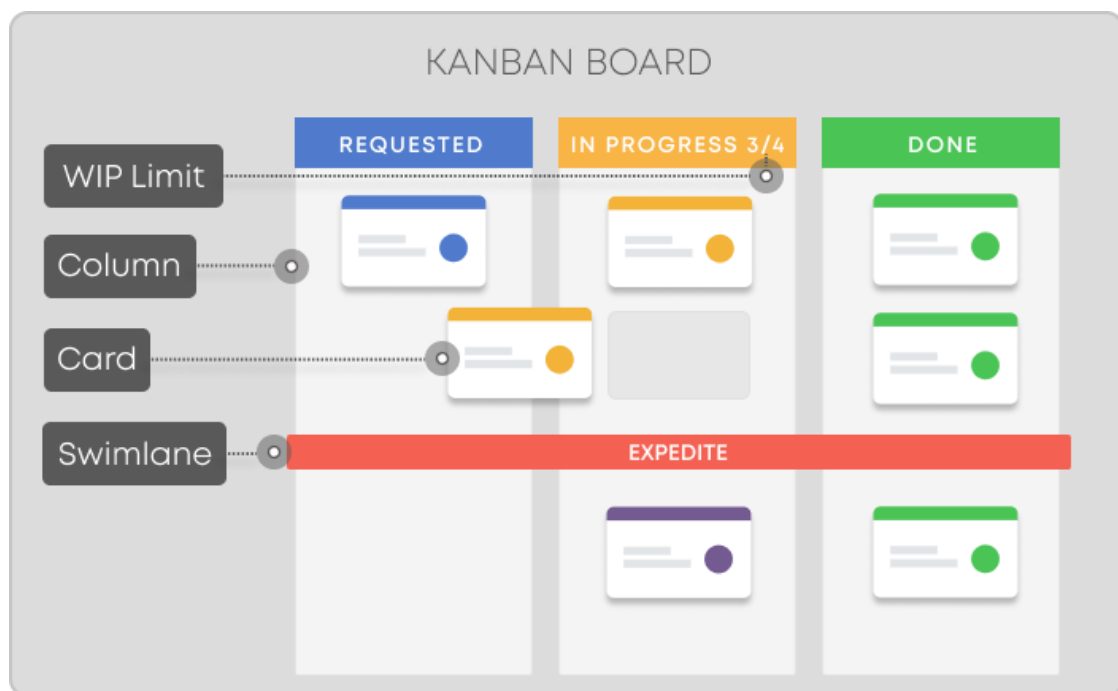 KANBAN BOARD
REQUESTED
IN PROGRESS 3/4
DONE
WIP Limit
Column
Card
Swimlane
EXPEDITE